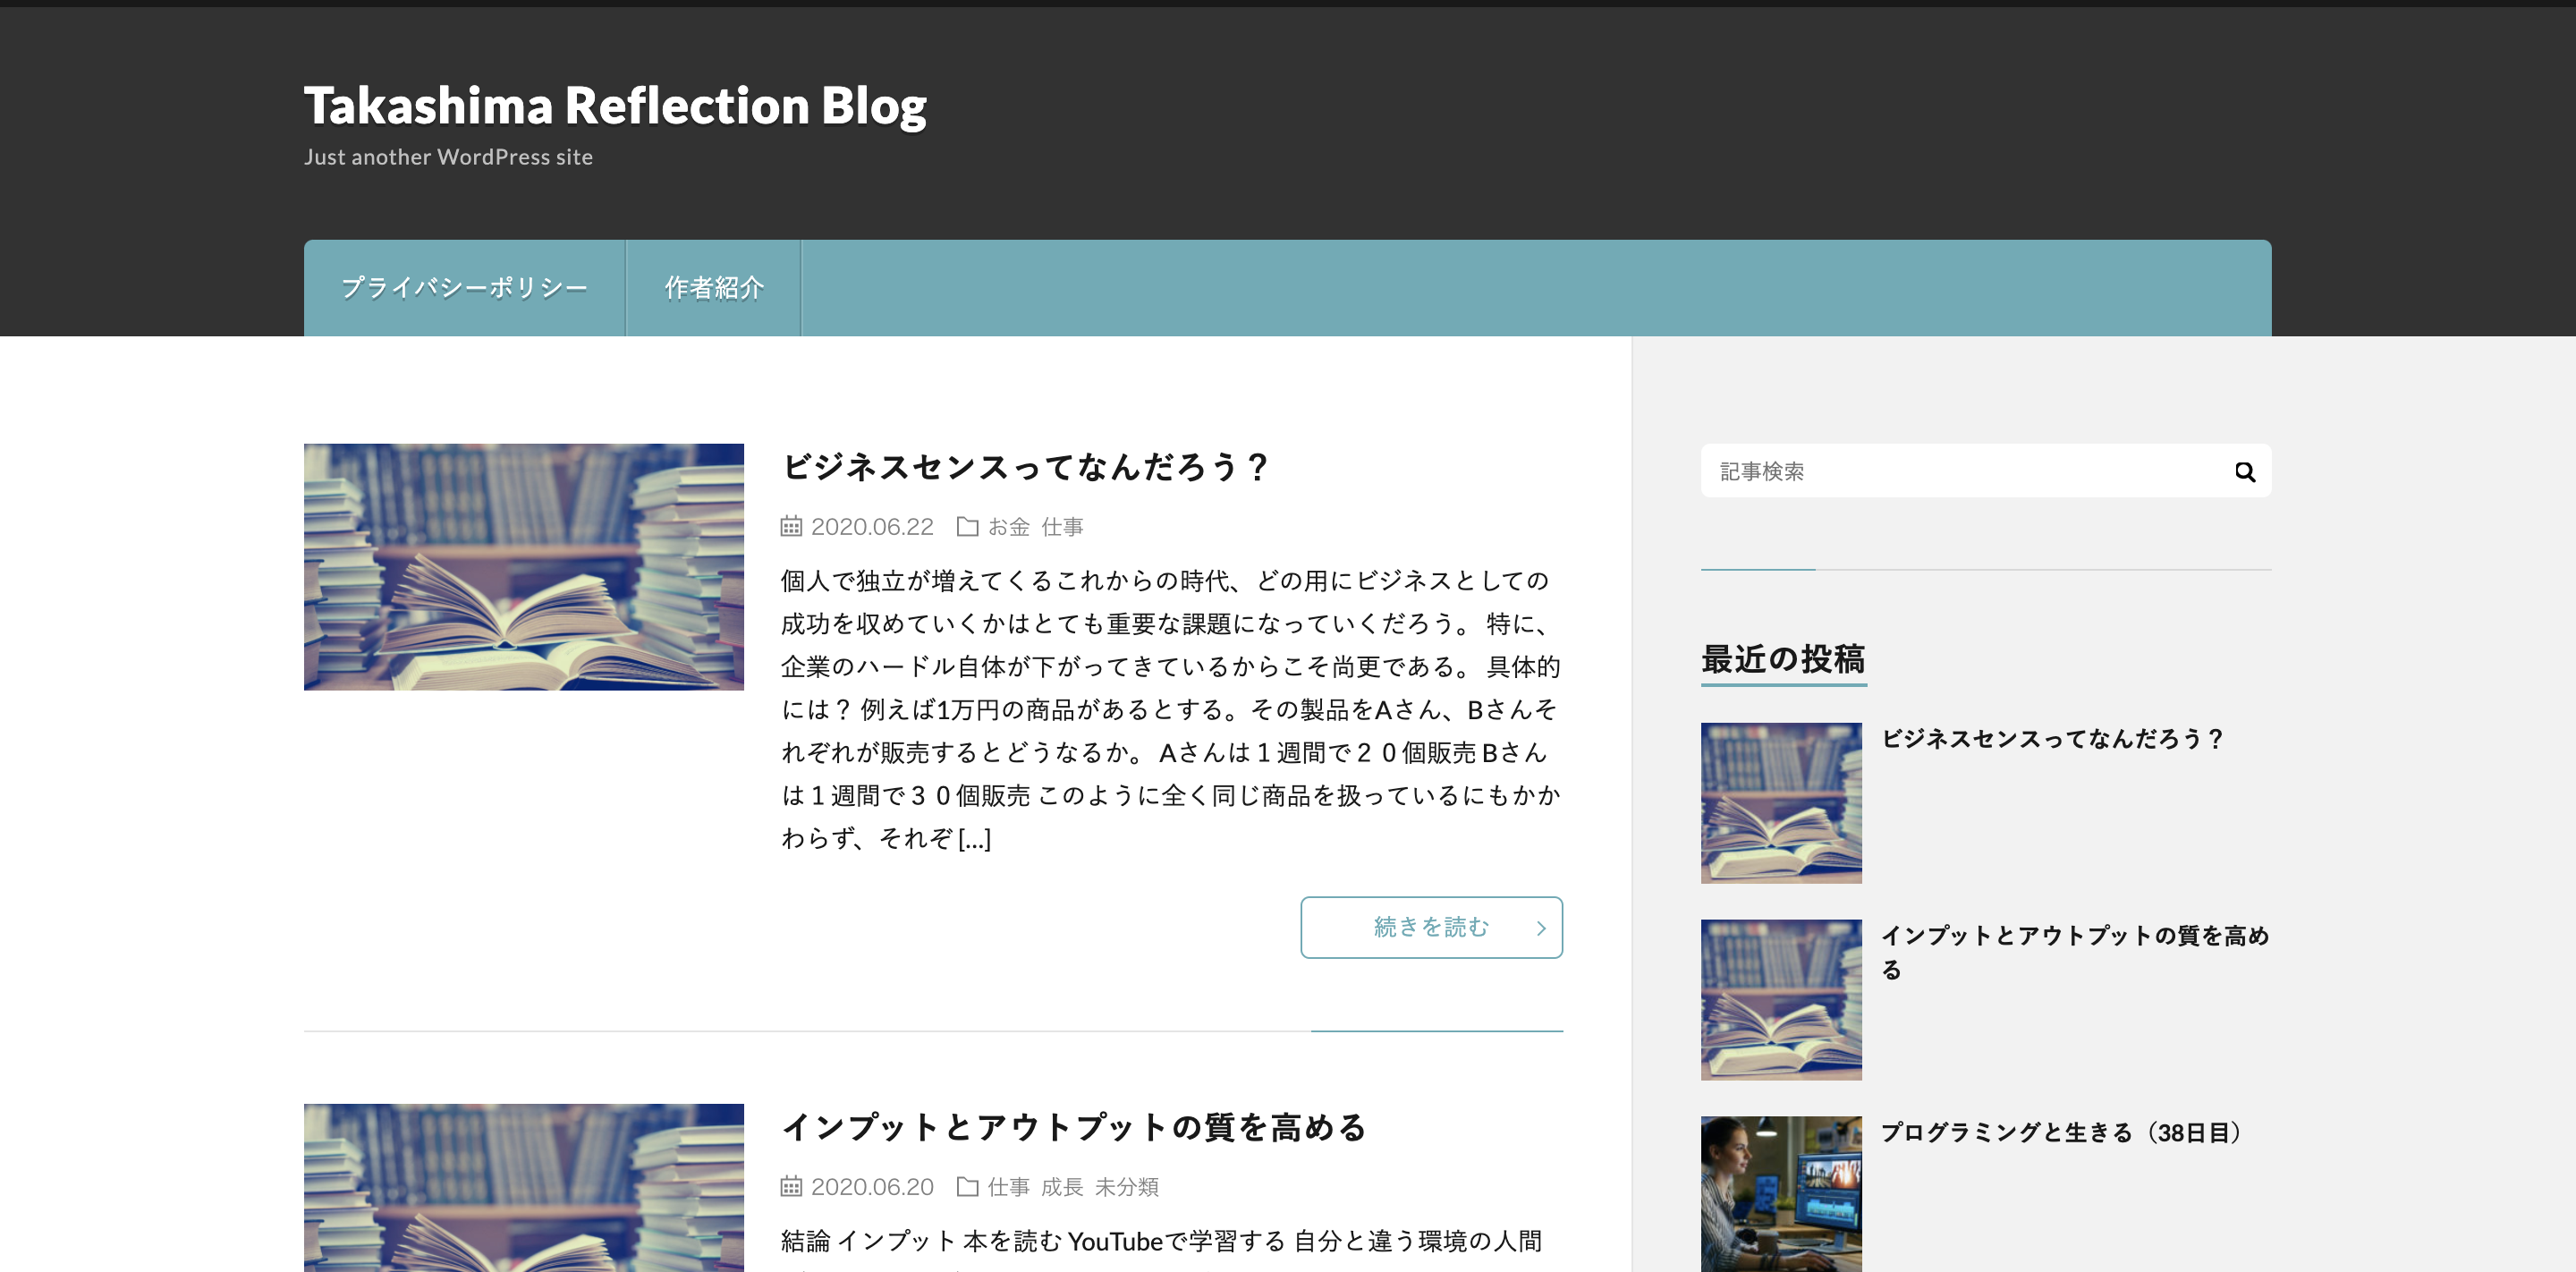 Takashima Reflection Blog
Just another WordPress site
プライバシーポリシー
作者紹介
ビジネスセンスってなんだろう？
2020.06.22 お金 仕事
個人で独立が増えてくるこれからの時代、どの用にビジネスとしての
成功を収めていくかはとても重要な課題になっていくだろう。 特に、
企業のハードル自体が下がってきているからこそ尚更である。 具体的
には？ 例えば1万円の商品があるとする。その製品をAさん、Bさんそ
れぞれが販売するとどうなるか。 Aさんは１週間で２０個販売 Bさん
は１週間で３０個販売 このように全く同じ商品を扱っているにもかか
わらず、それぞ [...]
続きを読む
インプットとアウトプットの質を高める
2020.06.20 仕事 成長 未分類
結論 インプット 本を読む YouTubeで学習する 自分と違う環境の人間
記事検索
最近の投稿
ビジネスセンスってなんだろう？
インプットとアウトプットの質を高め
る
プログラミングと生きる（38日目）